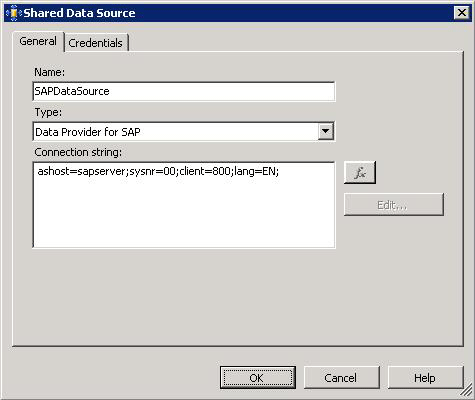 Shared Data Source
General
Credentials
Name:
SAPDataSource
Type:
Data Provider for SAP
Connection string:
ashost=sapserver;sysnr=00;client=800;lang=EN;
fx
Edit...
OK
Cancel
Help